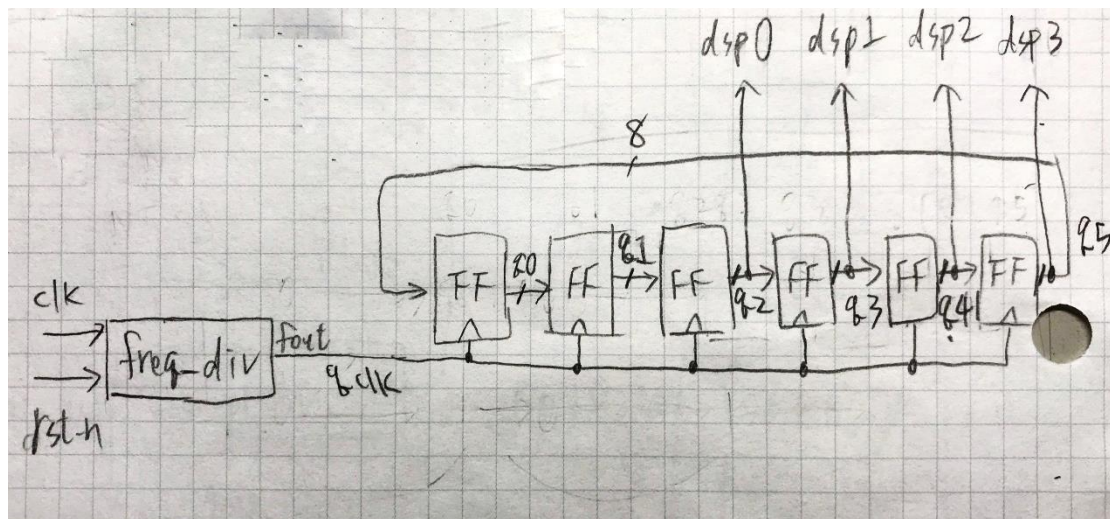 dsp0 dsp1 dsp2 dsp3
8
q5
FF q0 FF q1 FF q2 FF q3 FF q4 FF
clk
freq_div fout
q_clk
rst_n